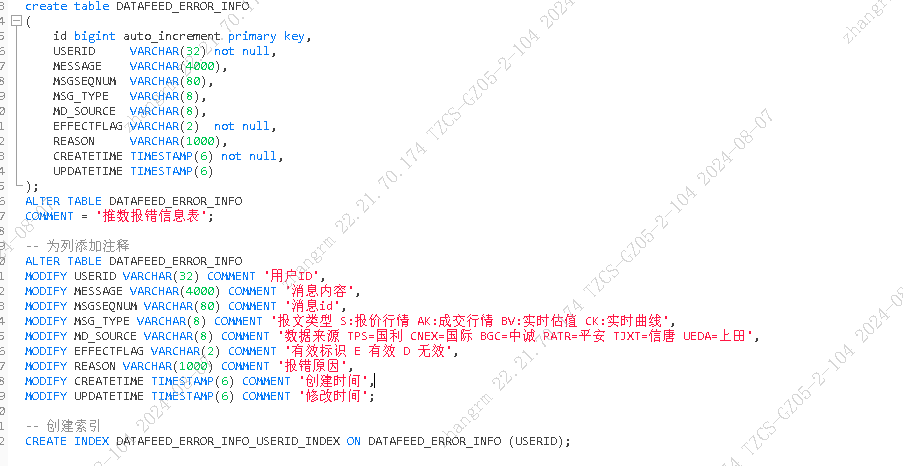 create table DATAFEED_ERROR_INFO
(
id bigint auto_increment primary key,
USERID VARCHAR(32) not null,
MESSAGE VARCHAR(4000),
MSGSEQNUM VARCHAR(80),
MSG_TYPE VARCHAR(8),
MD_SOURCE VARCHAR(8),
EFFECTFLAG VARCHAR(2) not null,
REASON VARCHAR(1000),
CREATETIME TIMESTAMP(6) not null,
UPDATETIME TIMESTAMP(6)
);
ALTER TABLE DATAFEED_ERROR_INFO
COMMENT = '推数报错信息表';
-- 为列添加注释
ALTER TABLE DATAFEED_ERROR_INFO
MODIFY USERID VARCHAR(32) COMMENT '用户ID',
MODIFY MESSAGE VARCHAR(4000) COMMENT '消息内容',
MODIFY MSGSEQNUM VARCHAR(80) COMMENT '消息id',
MODIFY MSG_TYPE VARCHAR(8) COMMENT '报文类型 S:报价行情 AK:成交行情 BV:实时估值 CK:实时曲线',
MODIFY MD_SOURCE VARCHAR(8) COMMENT '数据来源 TPS=国利 CNEX=国际 BGC=中诚 PATR=平安 TJXT=信唐 UEDA=上田',
MODIFY EFFECTFLAG VARCHAR(2) COMMENT '有效标识 E 有效 D 无效',
MODIFY REASON VARCHAR(1000) COMMENT '报错原因',
MODIFY CREATETIME TIMESTAMP(6) COMMENT '创建时间',
MODIFY UPDATETIME TIMESTAMP(6) COMMENT '修改时间';
-- 创建索引
CREATE INDEX DATAFEED_ERROR_INFO_USERID_INDEX ON DATAFEED_ERROR_INFO (USERID);
zhangrm 22.21.70.174 TZCS-GZ05-2-104 2024-08-07